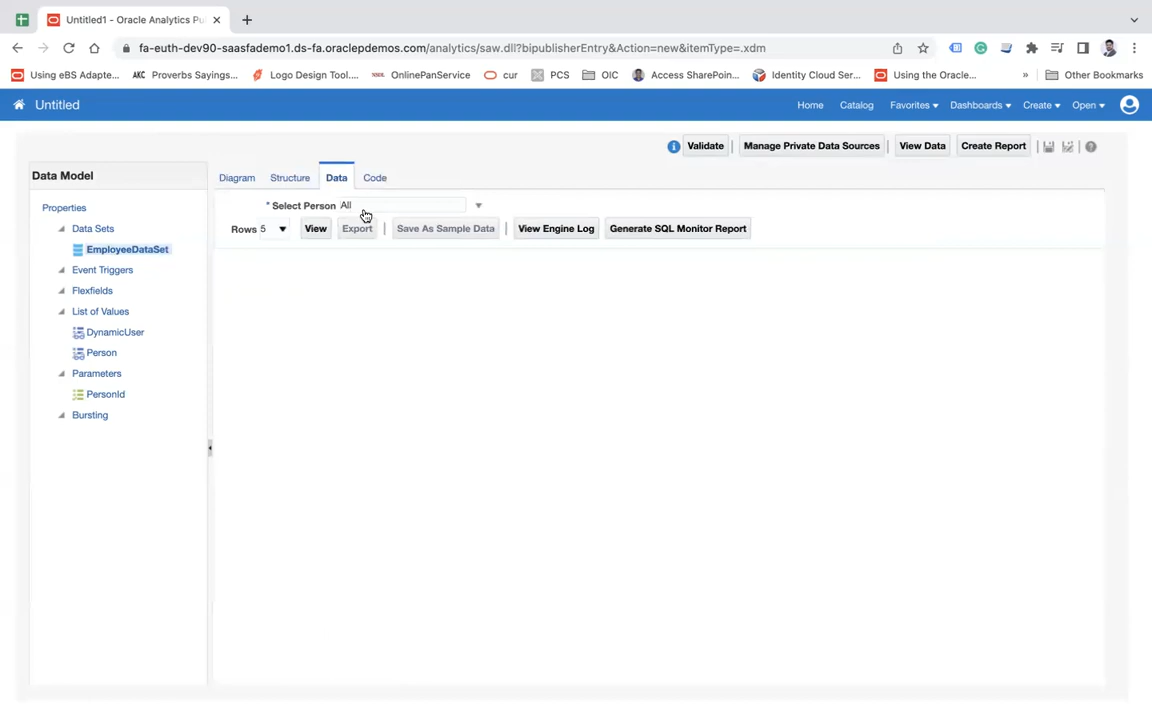 Untitled1 - Oracle Analytics Pu
fa-euth-dev90-saasfademo1.ds-fa.oraclepdemos.com/analytics/saw.dll?bipublisherEntry&Action=new&itemType=.xdm
Using eBS Adapte... AKC Proverbs Sayings... Logo Design Tool.... OnlinePanService cur PCS OIC Access SharePoin... Identity Cloud Ser... Using the Oracle... » Other Bookmarks
Untitled Home Catalog Favorites Dashboards Create Open
Validate | Manage Private Data Sources | View Data Create Report
Data Model
Diagram Structure Data Code
* Select Person All
Rows 5 View Export | Save As Sample Data | View Engine Log Generate SQL Monitor Report
Properties
Data Sets
EmployeeDataSet
Event Triggers
Flexfields
List of Values
DynamicUser
Person
Parameters
PersonId
Bursting